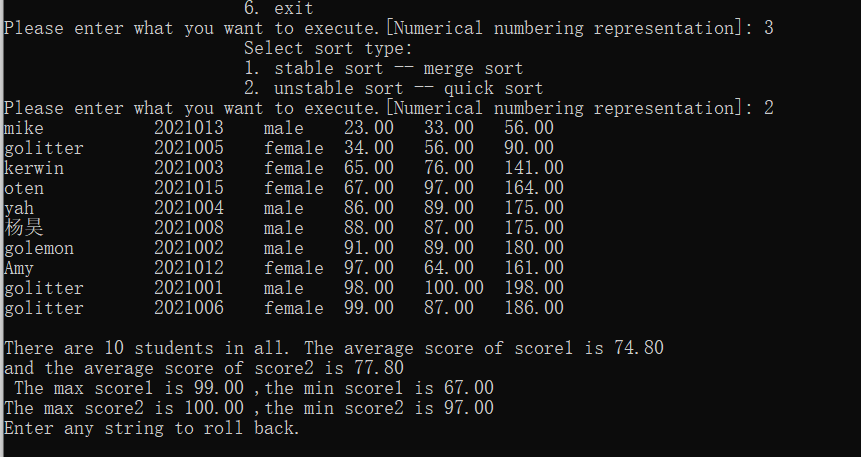 6. exit
Please enter what you want to execute.[Numerical numbering representation]: 3
Select sort type:
1. stable sort -- merge sort
2. unstable sort -- quick sort
Please enter what you want to execute.[Numerical numbering representation]: 2
mike 2021013 male 23.00 33.00 56.00
golitter 2021005 female 34.00 56.00 90.00
kerwin 2021003 female 65.00 76.00 141.00
oten 2021015 female 67.00 97.00 164.00
yah 2021004 male 86.00 89.00 175.00
杨昊 2021008 male 88.00 87.00 175.00
golemon 2021002 male 91.00 89.00 180.00
Amy 2021012 female 97.00 64.00 161.00
golitter 2021001 male 98.00 100.00 198.00
golitter 2021006 female 99.00 87.00 186.00
There are 10 students in all. The average score of score1 is 74.80
and the average score of score2 is 77.80
The max score1 is 99.00 ,the min score1 is 67.00
The max score2 is 100.00 ,the min score2 is 97.00
Enter any string to roll back.